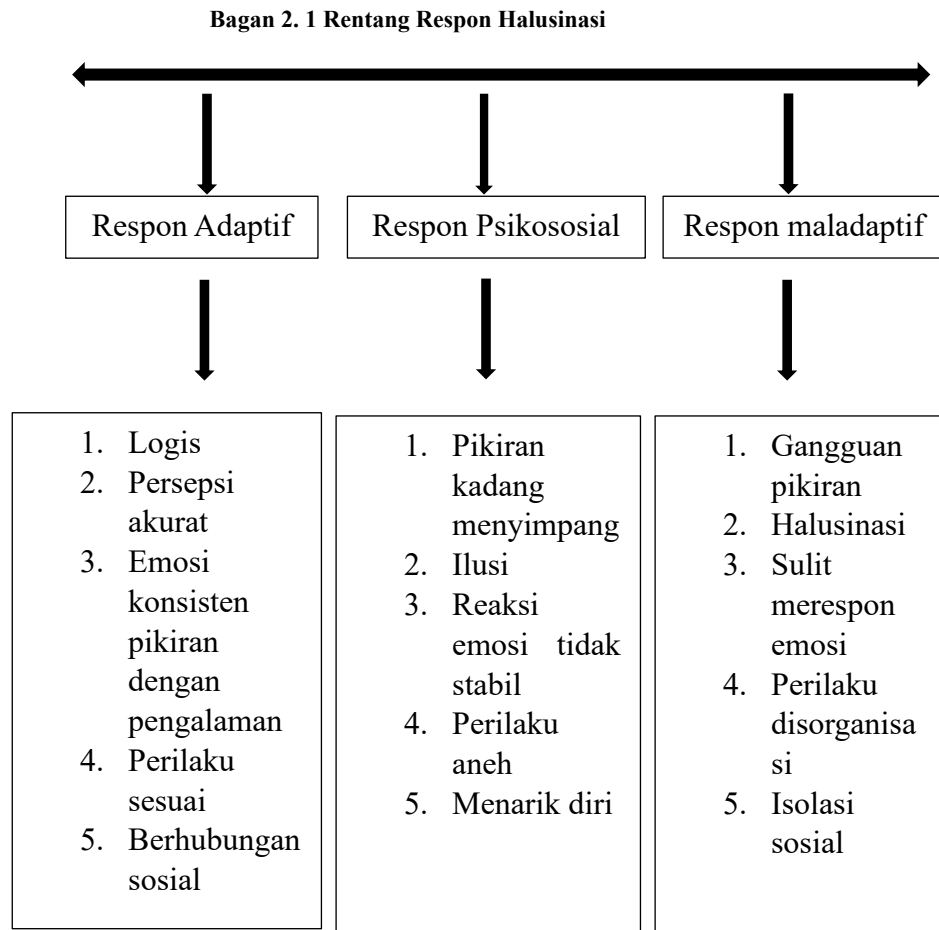 Bagan 2. 1 Rentang Respon Halusinasi
Respon Adaptif
Respon Psikososial
Respon maladaptif
1. Logis
2. Persepsi
akurat
3. Emosi
konsisten
pikiran
dengan
pengalaman
4. Perilaku
sesuai
5. Berhubungan
sosial
1. Pikiran
kadang
menyimpang
2. Ilusi
3. Reaksi
emosi tidak
stabil
4. Perilaku
aneh
5. Menarik diri
1. Gangguan
pikiran
2. Halusinasi
3. Sulit
merespon
emosi
4. Perilaku
disorganisa
si
5. Isolasi
sosial